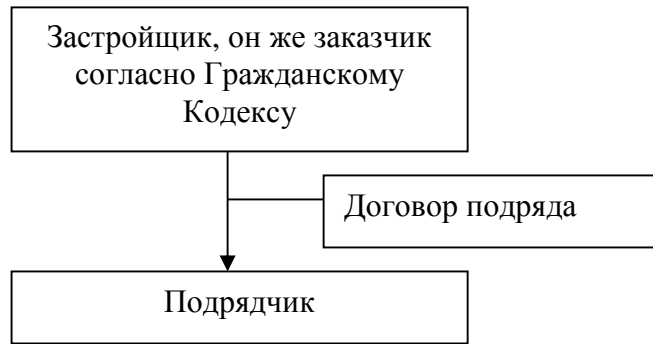 Застройщик, он же заказчик
согласно Гражданскому
Кодексу
Договор подряда
Подрядчик